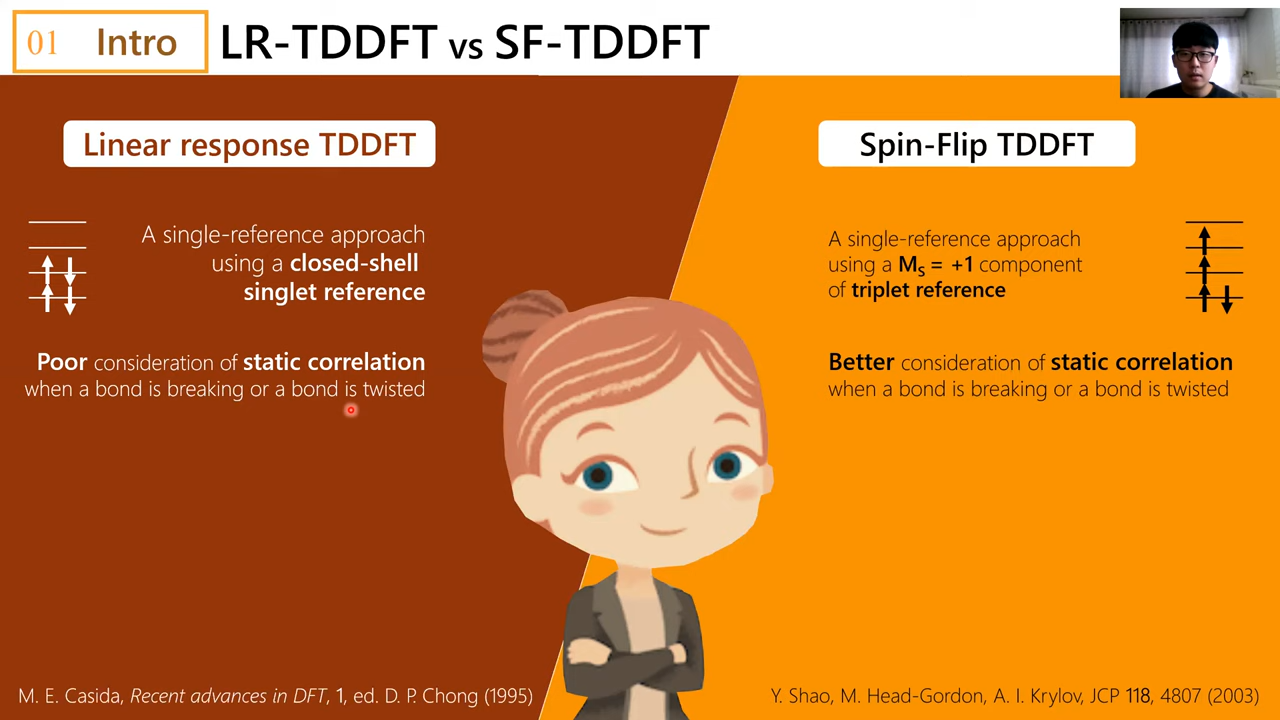 01 Intro LR-TDDFT vs SF-TDDFT
Linear response TDDFT
A single-reference approach
using a closed-shell
singlet reference
Poor consideration of static correlation
when a bond is breaking or a bond is twisted
M. E. Casida, Recent advances in DFT, 1, ed. D. P. Chong (1995)
Spin-Flip TDDFT
A single-reference approach
using a MS = +1 component
of triplet reference
Better consideration of static correlation
when a bond is breaking or a bond is twisted
Y. Shao, M. Head-Gordon, A. I. Krylov, JCP 118, 4807 (2003)